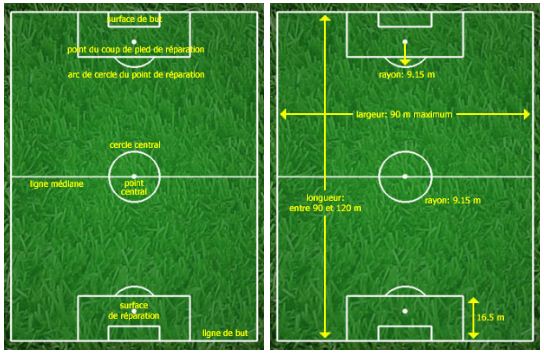 surface de but
point du coup de pied de réparation
arc de cercle du point de réparation
cercle central
ligne médiane
point
central
surface
de réparation
ligne de but
rayon: 9.15 m
largeur: 90 m maximum
longueur:
entre 90 et 120 m
rayon: 9.15 m
16.5 m